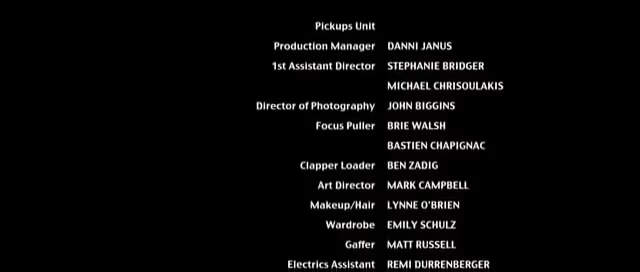 Pickups Unit
Production Manager DANNI JANUS
1st Assistant Director STEPHANIE BRIDGER
MICHAEL CHRISOULAKIS
Director of Photography JOHN BIGGINS
Focus Puller BRIE WALSH
BASTIEN CHAPIGNAC
Clapper Loader BEN ZADIG
Art Director MARK CAMPBELL
Makeup/Hair LYNNE O'BRIEN
Wardrobe EMILY SCHULZ
Gaffer MATT RUSSELL
Electrics Assistant REMI DURRENBERGER